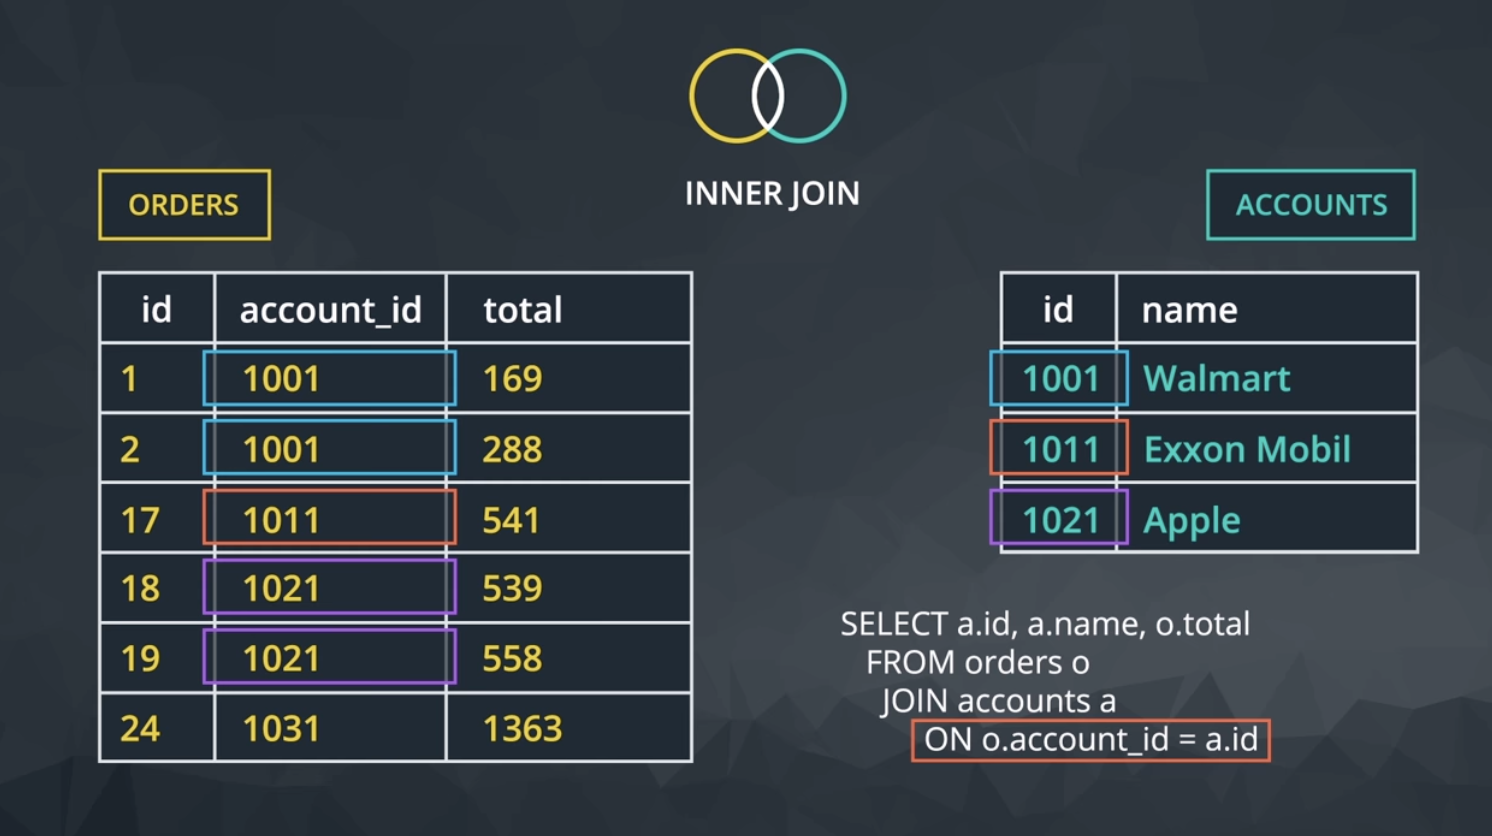 INNER JOIN
ORDERS
id account_id total
1 1001 169
2 1001 288
17 1011 541
18 1021 539
19 1021 558
24 1031 1363
ACCOUNTS
id name
1001 Walmart
1011 Exxon Mobil
1021 Apple
SELECT a.id, a.name, o.total
FROM orders o
JOIN accounts a
ON o.account_id = a.id